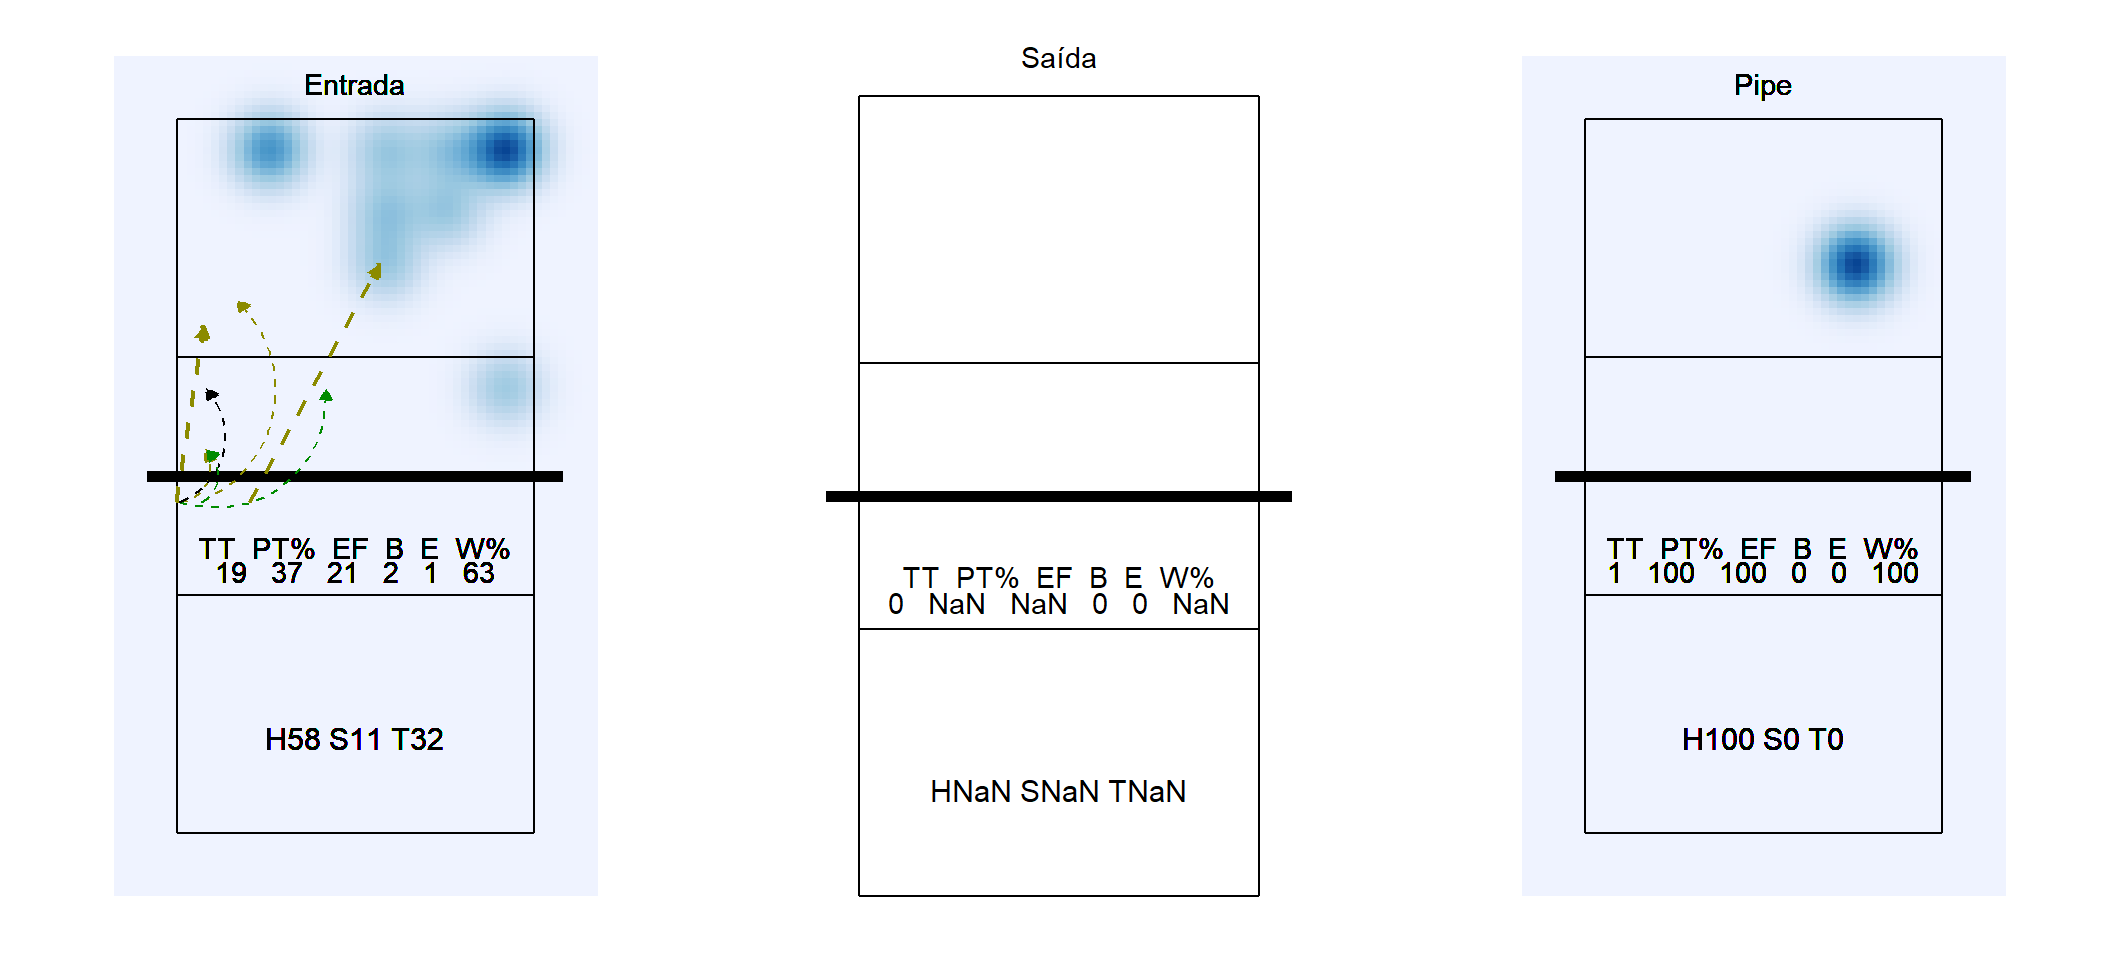 Entrada
TT PT% EF B E W%
19 37 21 2 1 63
H58 S11 T32
Saída
TT PT% EF B E W%
0 NaN NaN 0 0 NaN
HNaN SNaN TNaN
Pipe
TT PT% EF B E W%
1 100 100 0 0 100
H100 S0 T0